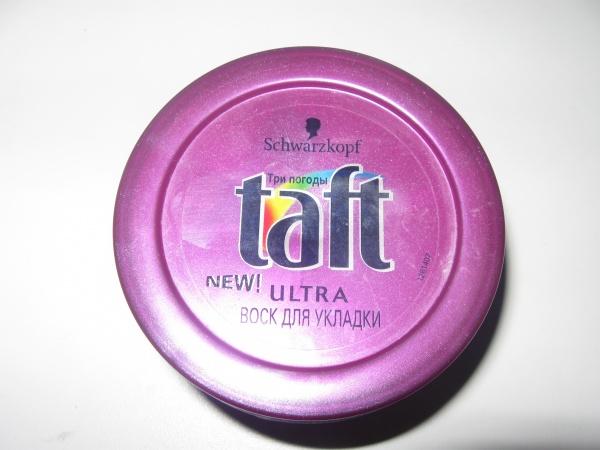 Schwarzkopf
Три погоды
taft
NEW!
ULTRA
ВОСК ДЛЯ УКЛАДКИ